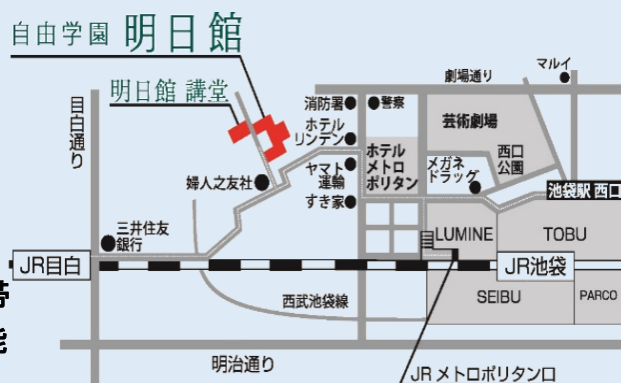 自由学園 明日館
明日館 講堂
目白通り
劇場通り
マルイ
消防署
警察
ホテル
リンデン
ヤマト
運輸
すき家
ホテル
メトロ
ポリタン
芸術劇場
西口
公園
メガネ
ドラッグ
池袋駅 西口
婦人之友社
三井住友
銀行
LUMINE
TOBU
JR目白
JR池袋
西武池袋線
SEIBU
PARCO
明治通り
JR メトロポリタン口